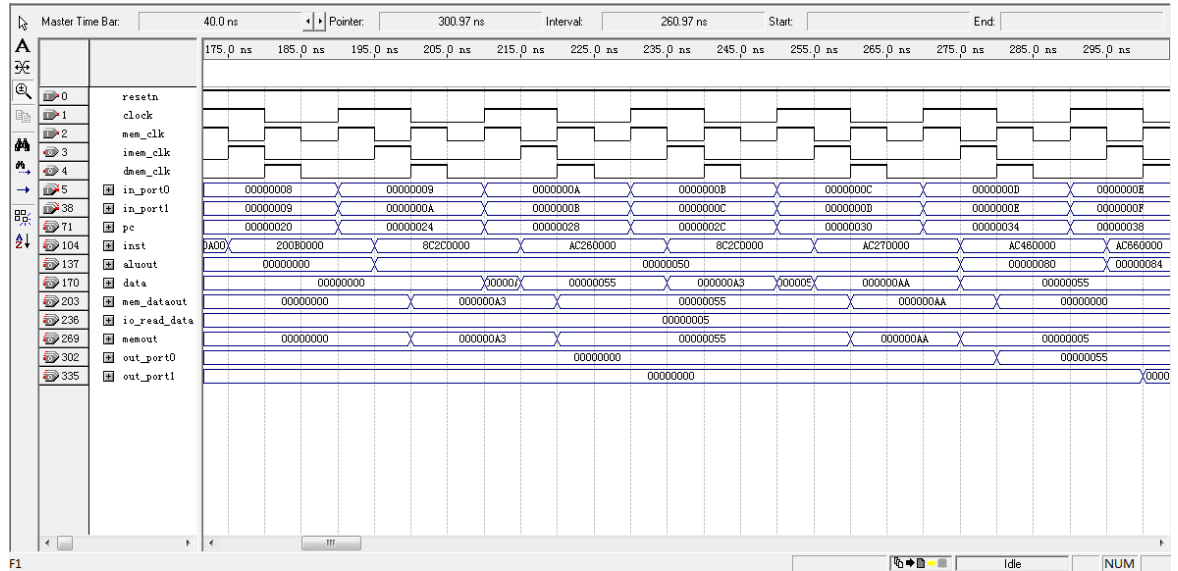 Master Time Bar: 40.0 ns Pointer: 300.97 ns Interval: 260.97 ns Start: End:
175.0 ns 185.0 ns 195.0 ns 205.0 ns 215.0 ns 225.0 ns 235.0 ns 245.0 ns 255.0 ns 265.0 ns 275.0 ns 285.0 ns 295.0 ns
0 resetn
1 clock
2 mem_clk
3 imem_clk
4 dmem_clk
5 in_port0 00000008 00000009 0000000A 0000000B 0000000C 0000000D 0000000E
38 in_port1 00000009 0000000A 0000000B 0000000C 0000000D 0000000E 0000000F
71 pc 00000020 00000024 00000028 0000002C 00000030 00000034 00000038
104 inst 200B0000 8C2C0000 AC260000 8C2C0000 AC270000 AC460000 AC660000
137 aluout 00000000 00000050 00000080 00000084
170 data 00000000 00000055 000000A3 000000AA 00000055
203 mem_dataout 00000000 000000A3 00000055 000000AA 00000000
236 io_read_data 00000005
269 memout 00000000 000000A3 00000055 000000AA 00000005
302 out_port0 00000000 00000055
335 out_port1 00000000 0000
F1 Idle NUM